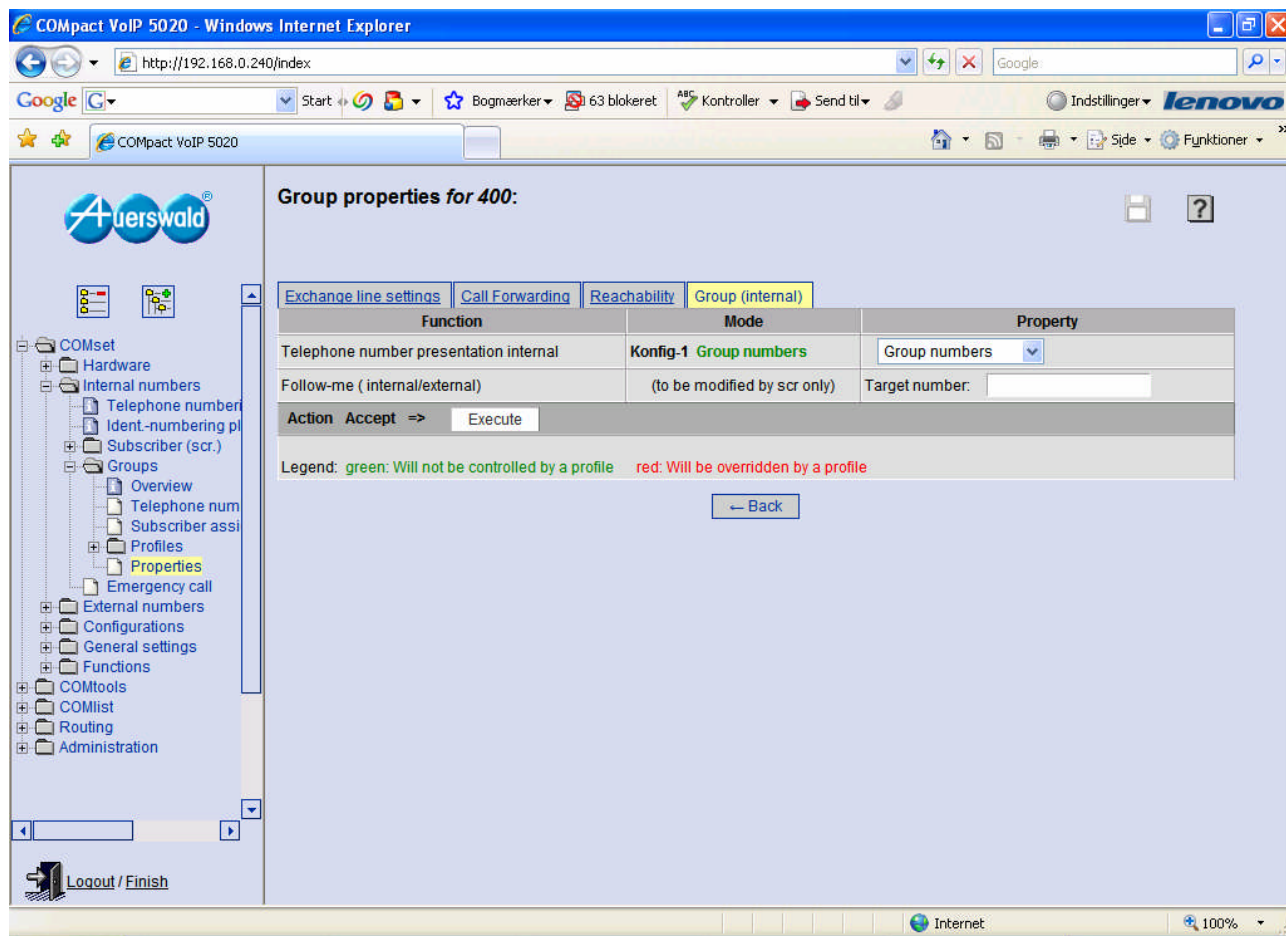 COMpact VoIP 5020 - Windows Internet Explorer
http://192.168.0.240/index
Google
Google G Start Bogmærker 63 blokeret ABC Kontroller Send til Indstillinger lenovo
COMpact VoIP 5020 Side Funktioner »
Auerswald®
Group properties for 400:
?
Exchange line settings Call Forwarding Reachability Group (internal)
Function Mode Property
Telephone number presentation internal Konfig-1 Group numbers Group numbers
Follow-me ( internal/external) (to be modified by scr only) Target number:
Action Accept => Execute
Legend: green: Will not be controlled by a profile red: Will be overridden by a profile
← Back
COMset
Hardware
Internal numbers
Telephone numberi
Ident.-numbering pl
Subscriber (scr.)
Groups
Overview
Telephone num
Subscriber assi
Profiles
Properties
Emergency call
External numbers
Configurations
General settings
Functions
COMtools
COMlist
Routing
Administration
Logout / Finish
Internet 100%